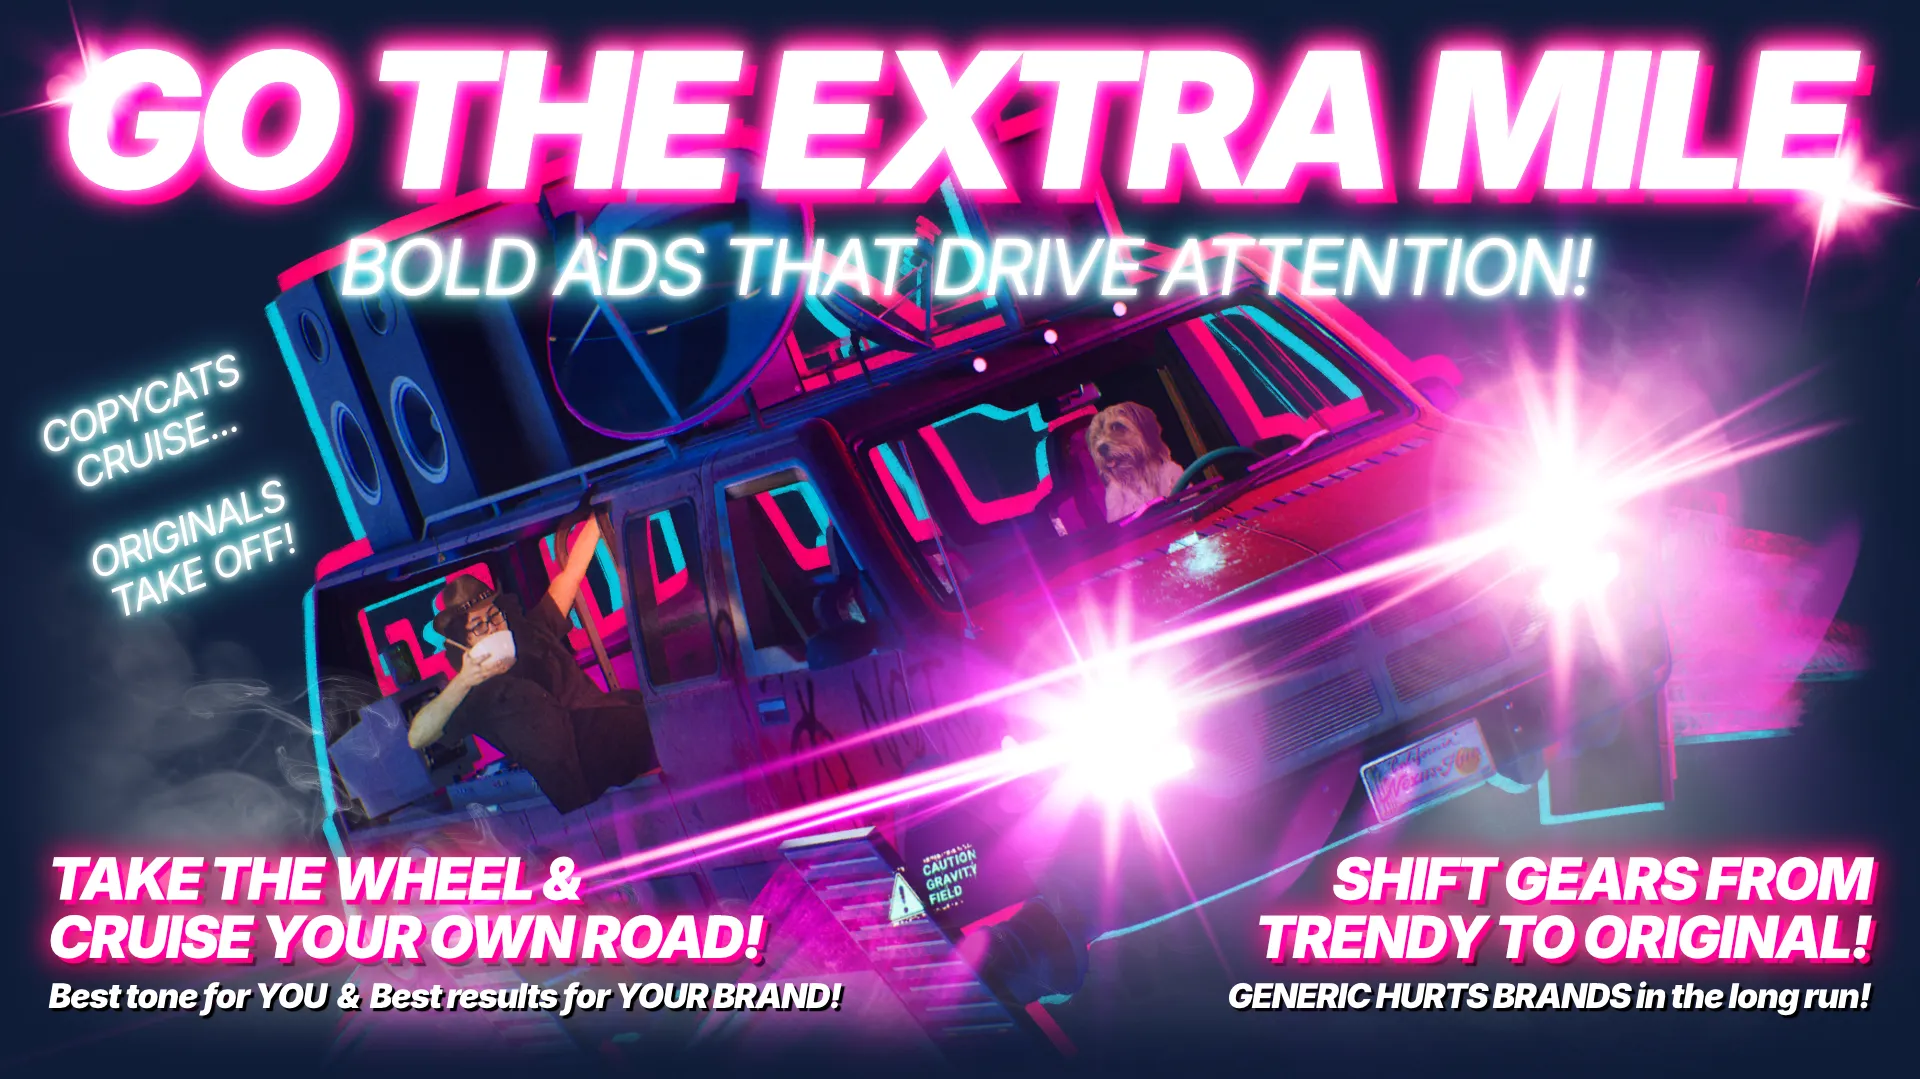 GO THE EXTRA MILE
BOLD ADS THAT DRIVE ATTENTION!
COPYCATS
CRUISE...
ORIGINALS
TAKE OFF!
California
CAUTION
GRAVITY
FIELD
TAKE THE WHEEL &
CRUISE YOUR OWN ROAD!
Best tone for YOU & Best results for YOUR BRAND!
SHIFT GEARS FROM
TRENDY TO ORIGINAL!
GENERIC HURTS BRANDS in the long run!